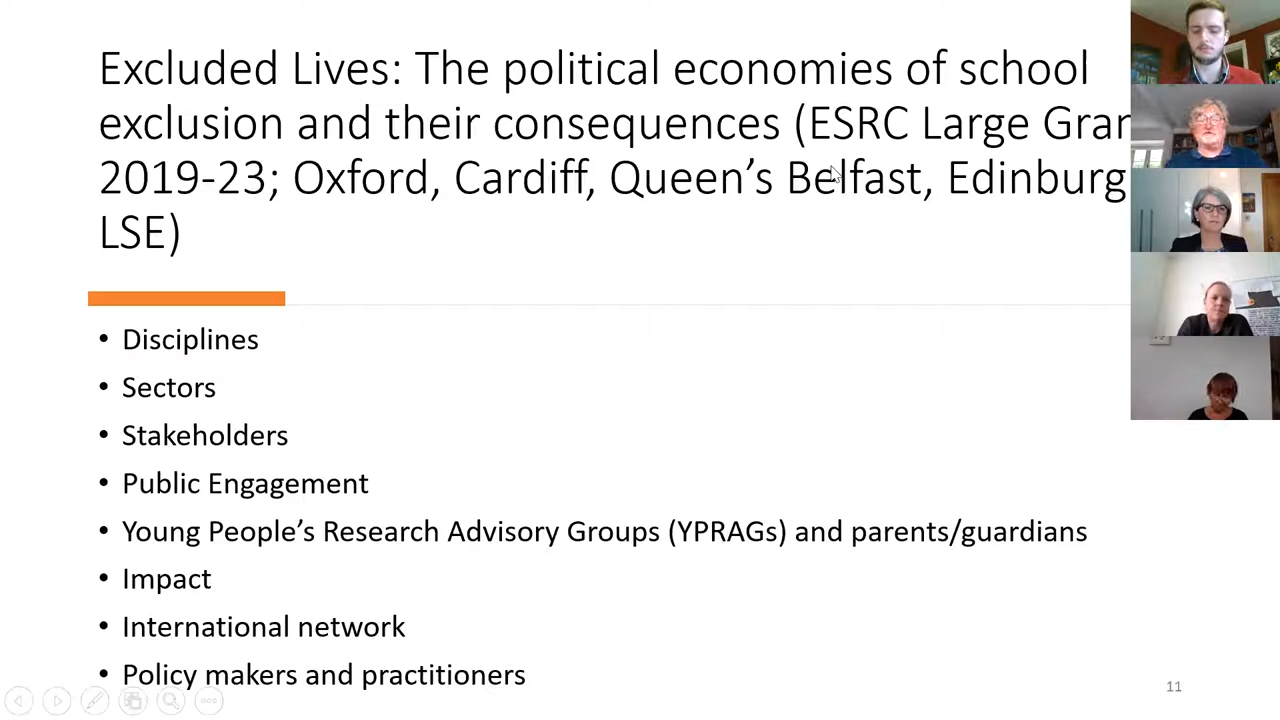 Excluded Lives: The political economies of school
exclusion and their consequences (ESRC Large Gran
2019-23; Oxford, Cardiff, Queen’s Belfast, Edinburg
LSE)
• Disciplines
• Sectors
• Stakeholders
• Public Engagement
• Young People’s Research Advisory Groups (YPRAGs) and parents/guardians
• Impact
• International network
• Policy makers and practitioners
11